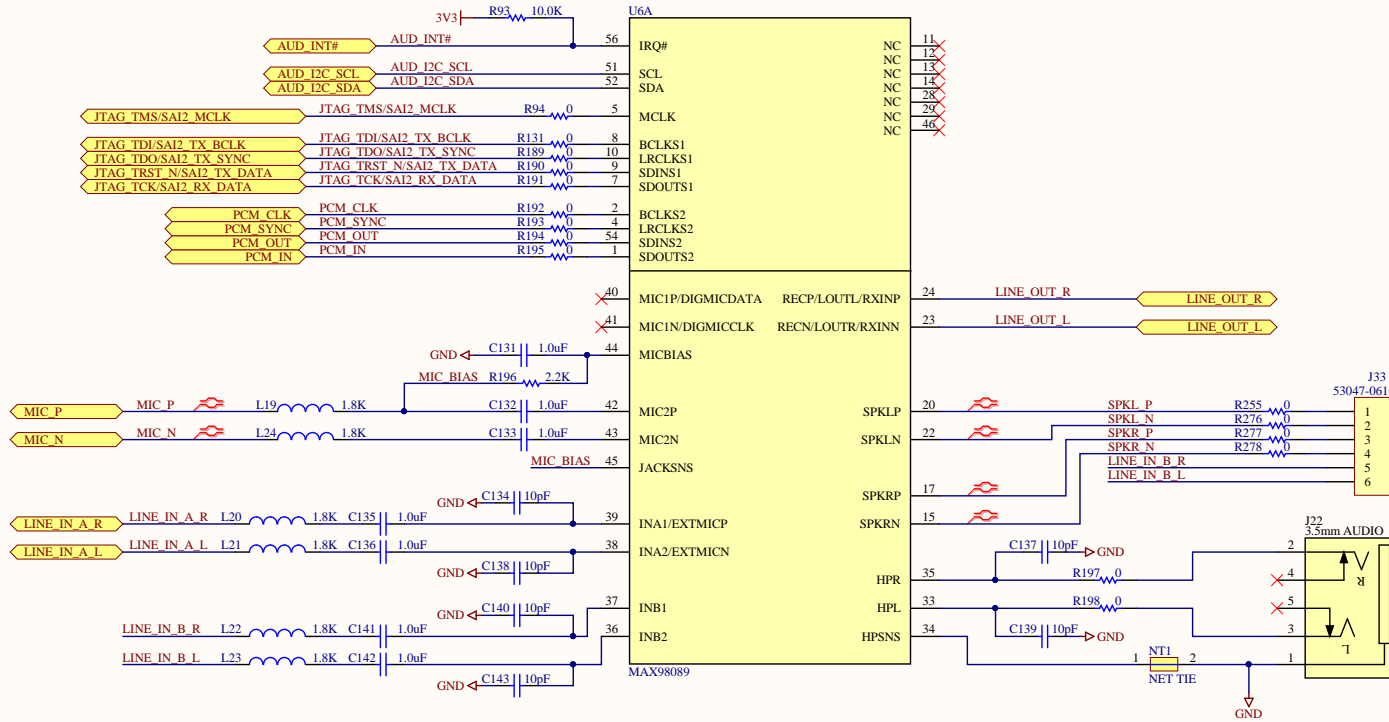 3V3 R93 10.0K U6A
AUD_INT# AUD_INT# 56 IRQ# NC 11
NC 12
AUD_I2C_SCL AUD_I2C_SCL 51 SCL NC 13
AUD_I2C_SDA AUD_I2C_SDA 52 SDA NC 14
NC 28
JTAG_TMS/SAI2_MCLK JTAG_TMS/SAI2_MCLK R94 0 5 MCLK NC 29
NC 46
JTAG_TDI/SAI2_TX_BCLK JTAG_TDI/SAI2_TX_BCLK R131 0 8 BCLKS1
JTAG_TDO/SAI2_TX_SYNC JTAG_TDO/SAI2_TX_SYNC R189 0 10 LRCLKS1
JTAG_TRST_N/SAI2_TX_DATA JTAG_TRST_N/SAI2_TX_DATA R190 0 9 SDINS1
JTAG_TCK/SAI2_RX_DATA JTAG_TCK/SAI2_RX_DATA R191 0 7 SDOUTS1
PCM_CLK PCM_CLK R192 0 2 BCLKS2
PCM_SYNC PCM_SYNC R193 0 4 LRCLKS2
PCM_OUT PCM_OUT R194 0 54 SDINS2
PCM_IN PCM_IN R195 0 1 SDOUTS2
40 MIC1P/DIGMICDATA RECP/LOUTL/RXINP 24 LINE_OUT_R LINE_OUT_R
41 MIC1N/DIGMICCLK RECN/LOUTR/RXINN 23 LINE_OUT_L LINE_OUT_L
GND C131 1.0uF 44 MICBIAS
MIC_BIAS R196 2.2K
J33
53047-061
MIC_P MIC_P L19 1.8K C132 1.0uF 42 MIC2P SPKLP 20 SPKL_P R255 0 1
SPKL_N R276 0 2
MIC_N MIC_N L24 1.8K C133 1.0uF 43 MIC2N SPKLN 22 SPKR_P R277 0 3
SPKR_N R278 0 4
MIC_BIAS 45 JACKSNS LINE_IN_B_R 5
LINE_IN_B_L 6
GND C134 10pF SPKRP 17
LINE_IN_A_R LINE_IN_A_R L20 1.8K C135 1.0uF 39 INA1/EXTMICP SPKRN 15
J22
3.5mm AUDIO
LINE_IN_A_L LINE_IN_A_L L21 1.8K C136 1.0uF 38 INA2/EXTMICN C137 10pF GND 2
GND C138 10pF HPR 35 R197 0 4 R
GND C140 10pF 37 INB1 HPL 33 R198 0 5
LINE_IN_B_R L22 1.8K C141 1.0uF 36 INB2 HPSNS 34 C139 10pF GND 3 L
LINE_IN_B_L L23 1.8K C142 1.0uF 1 NT1 2 1
GND C143 10pF MAX98089 NET TIE
GND